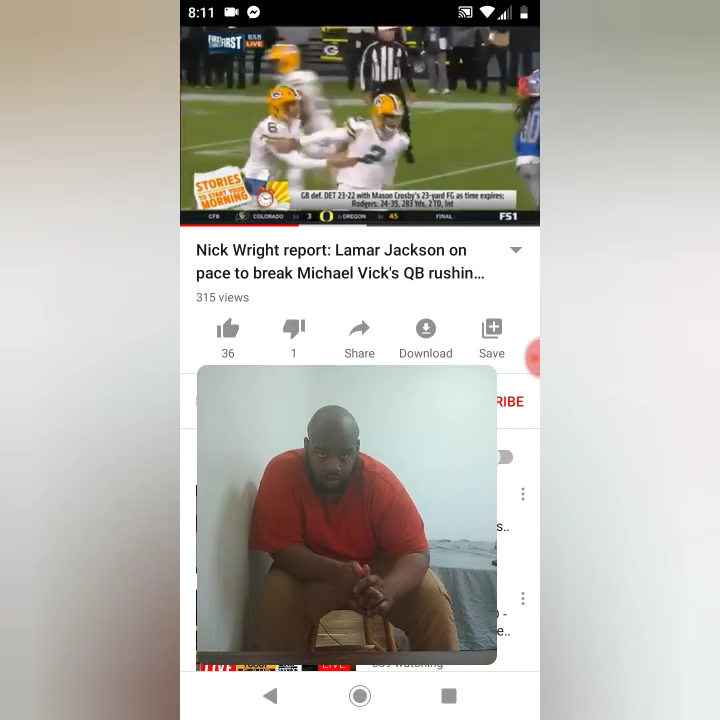 8:11
FIRST THINGS FIRST
LIVE
STORIES
TO START YOUR
MORNING
GB def. DET 23-22 with Mason Crosby's 23-yard FG as time expires;
Rodgers: 24-39, 283 Yds, 2 TD, Int
CFB COLORADO 3 OREGON 45 FINAL FS1
Nick Wright report: Lamar Jackson on
pace to break Michael Vick's QB rushin...
315 views
36 1 Share Download Save
RIBE
s..
e..
LIVE
watching